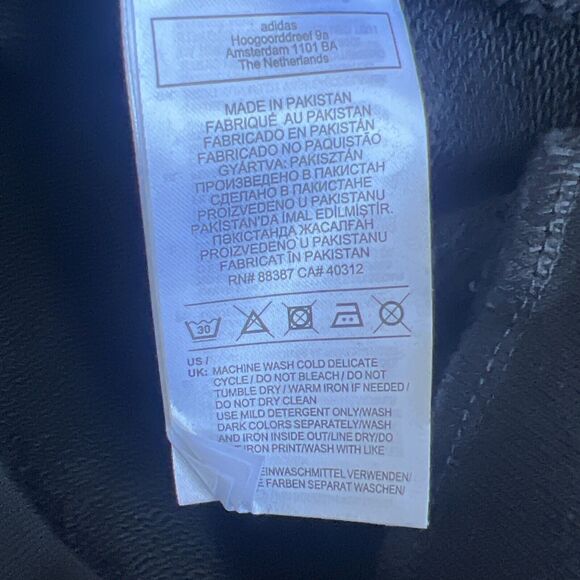 adidas
Hoogoorddreef 9a
Amsterdam 1101 BA
The Netherlands
MADE IN PAKISTAN
FABRIQUÉ AU PAKISTAN
FABRICADO EN PAKISTÁN
FABRICADO NO PAQUISTÃO
GYÁRTVA: PAKISZTÁN
ПРОИЗВЕДЕНО В ПАКИСТАН
СДЕЛАНО В ПАКИСТАНЕ
PROIZVEDENO U PAKISTANU
PAKİSTAN'DA İMAL EDİLMİŞTİR.
ПӘКІСТАНДА ЖАСАЛҒАН
PROIZVEDENO U PAKISTANU
FABRICAT ÎN PAKISTAN
RN# 88387 CA# 40312
30
US /
UK: MACHINE WASH COLD DELICATE
CYCLE / DO NOT BLEACH / DO NOT
TUMBLE DRY / WARM IRON IF NEEDED /
DO NOT DRY CLEAN
USE MILD DETERGENT ONLY/WASH
DARK COLORS SEPARATELY/WASH
AND IRON INSIDE OUT/LINE DRY/DO
IRON PRINT/WASH WITH LIKE
EINWASCHMITTEL VERWENDEN/
FARBEN SEPARAT WASCHEN/